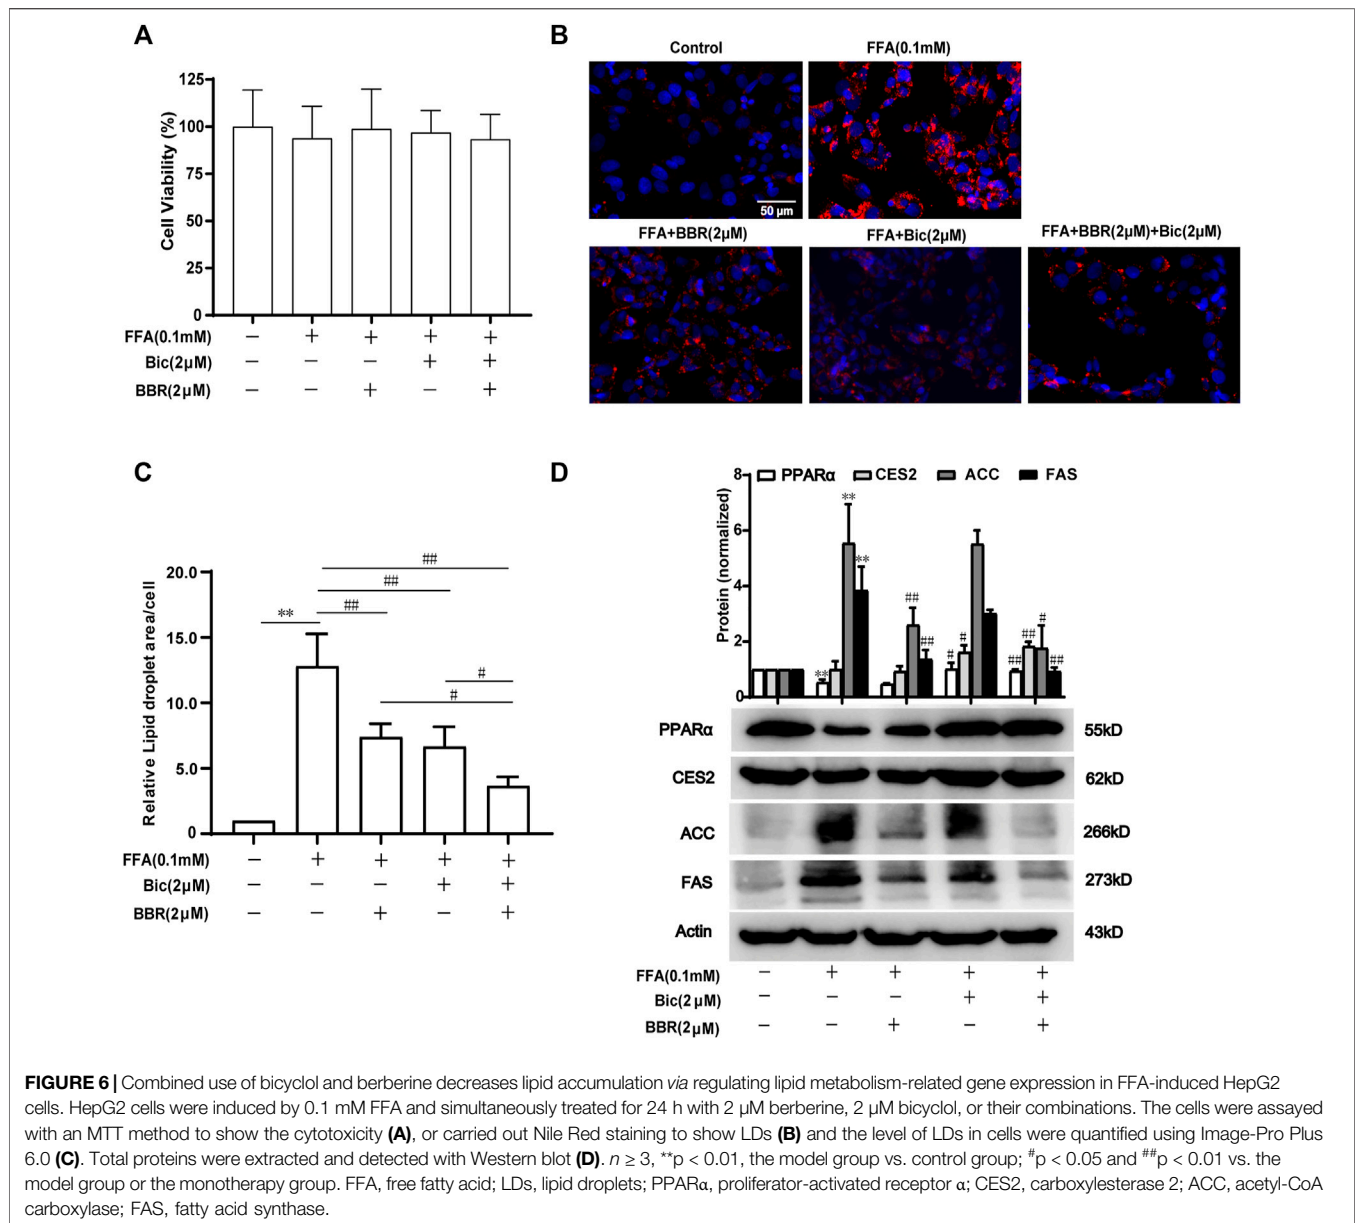 A
125
100
75
50
25
0
Cell Viability (%)
FFA(0.1mM) − + + + +
Bic(2μM) − − − + +
BBR(2μM) − − + − +
B
Control
FFA(0.1mM)
50 μm
FFA+BBR(2μM)
FFA+Bic(2μM)
FFA+BBR(2μM)+Bic(2μM)
C
20.0
15.0
10.0
5.0
0
Relative Lipid droplet area/cell
##
##
** ##
#
#
FFA(0.1mM) − + + + +
Bic(2μM) − − − + +
BBR(2μM) − − + − +
D
8
6
4
2
0
Protein (normalized)
PPARα CES2 ACC FAS
** ** **
## ##
# #
## ## # ##
PPARα 55kD
CES2 62kD
ACC 266kD
FAS 273kD
Actin 43kD
FFA(0.1mM) − + + + +
Bic(2μM) − − − + +
BBR(2μM) − − + − +
FIGURE 6 | Combined use of bicyclol and berberine decreases lipid accumulation via regulating lipid metabolism-related gene expression in FFA-induced HepG2
cells. HepG2 cells were induced by 0.1 mM FFA and simultaneously treated for 24 h with 2 μM berberine, 2 μM bicyclol, or their combinations. The cells were assayed
with an MTT method to show the cytotoxicity (A), or carried out Nile Red staining to show LDs (B) and the level of LDs in cells were quantified using Image-Pro Plus
6.0 (C). Total proteins were extracted and detected with Western blot (D). n ≥ 3, **p < 0.01, the model group vs. control group; #p < 0.05 and ##p < 0.01 vs. the
model group or the monotherapy group. FFA, free fatty acid; LDs, lipid droplets; PPARα, proliferator-activated receptor α; CES2, carboxylesterase 2; ACC, acetyl-CoA
carboxylase; FAS, fatty acid synthase.